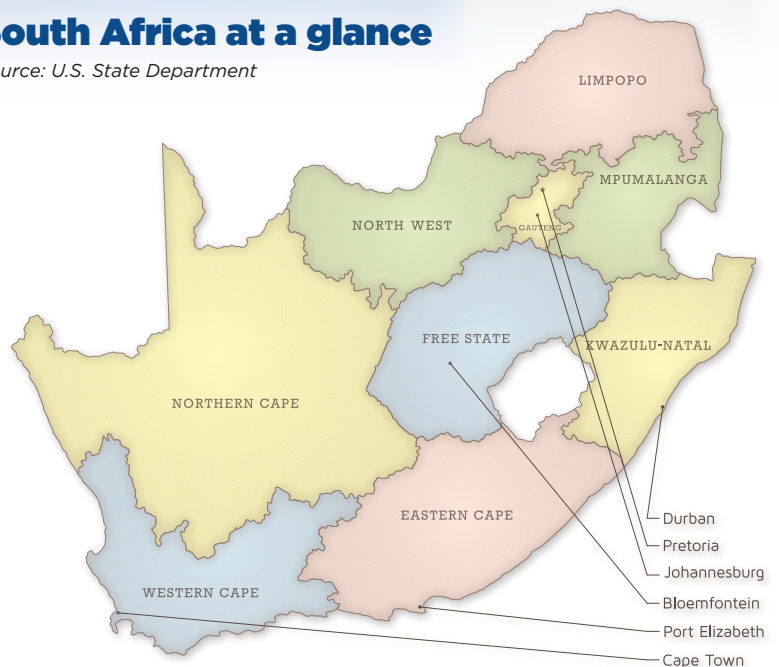 outh Africa at a glance
urce: U.S. State Department
LIMPOPO
MPUMALANGA
NORTH WEST
GAUTENG
FREE STATE
KWAZULU-NATAL
NORTHERN CAPE
EASTERN CAPE
WESTERN CAPE
Durban
Pretoria
Johannesburg
Bloemfontein
Port Elizabeth
Cape Town